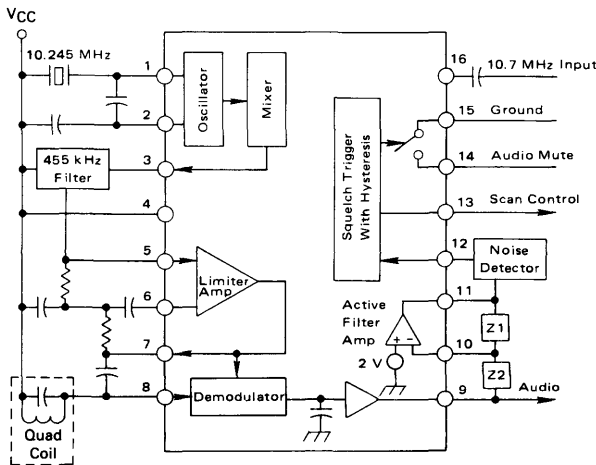 VCC
10.245 MHz
1
Oscillator
Mixer
2
455 kHz
Filter
3
4
5
Limiter
Amp
6
7
8
Demodulator
Quad
Coil
16
10.7 MHz Input
15
Ground
Squelch Trigger
With Hysteresis
14
Audio Mute
13
Scan Control
12
Noise
Detector
11
Active
Filter
Amp
+ −
Z1
10
2 V
Z2
9
Audio